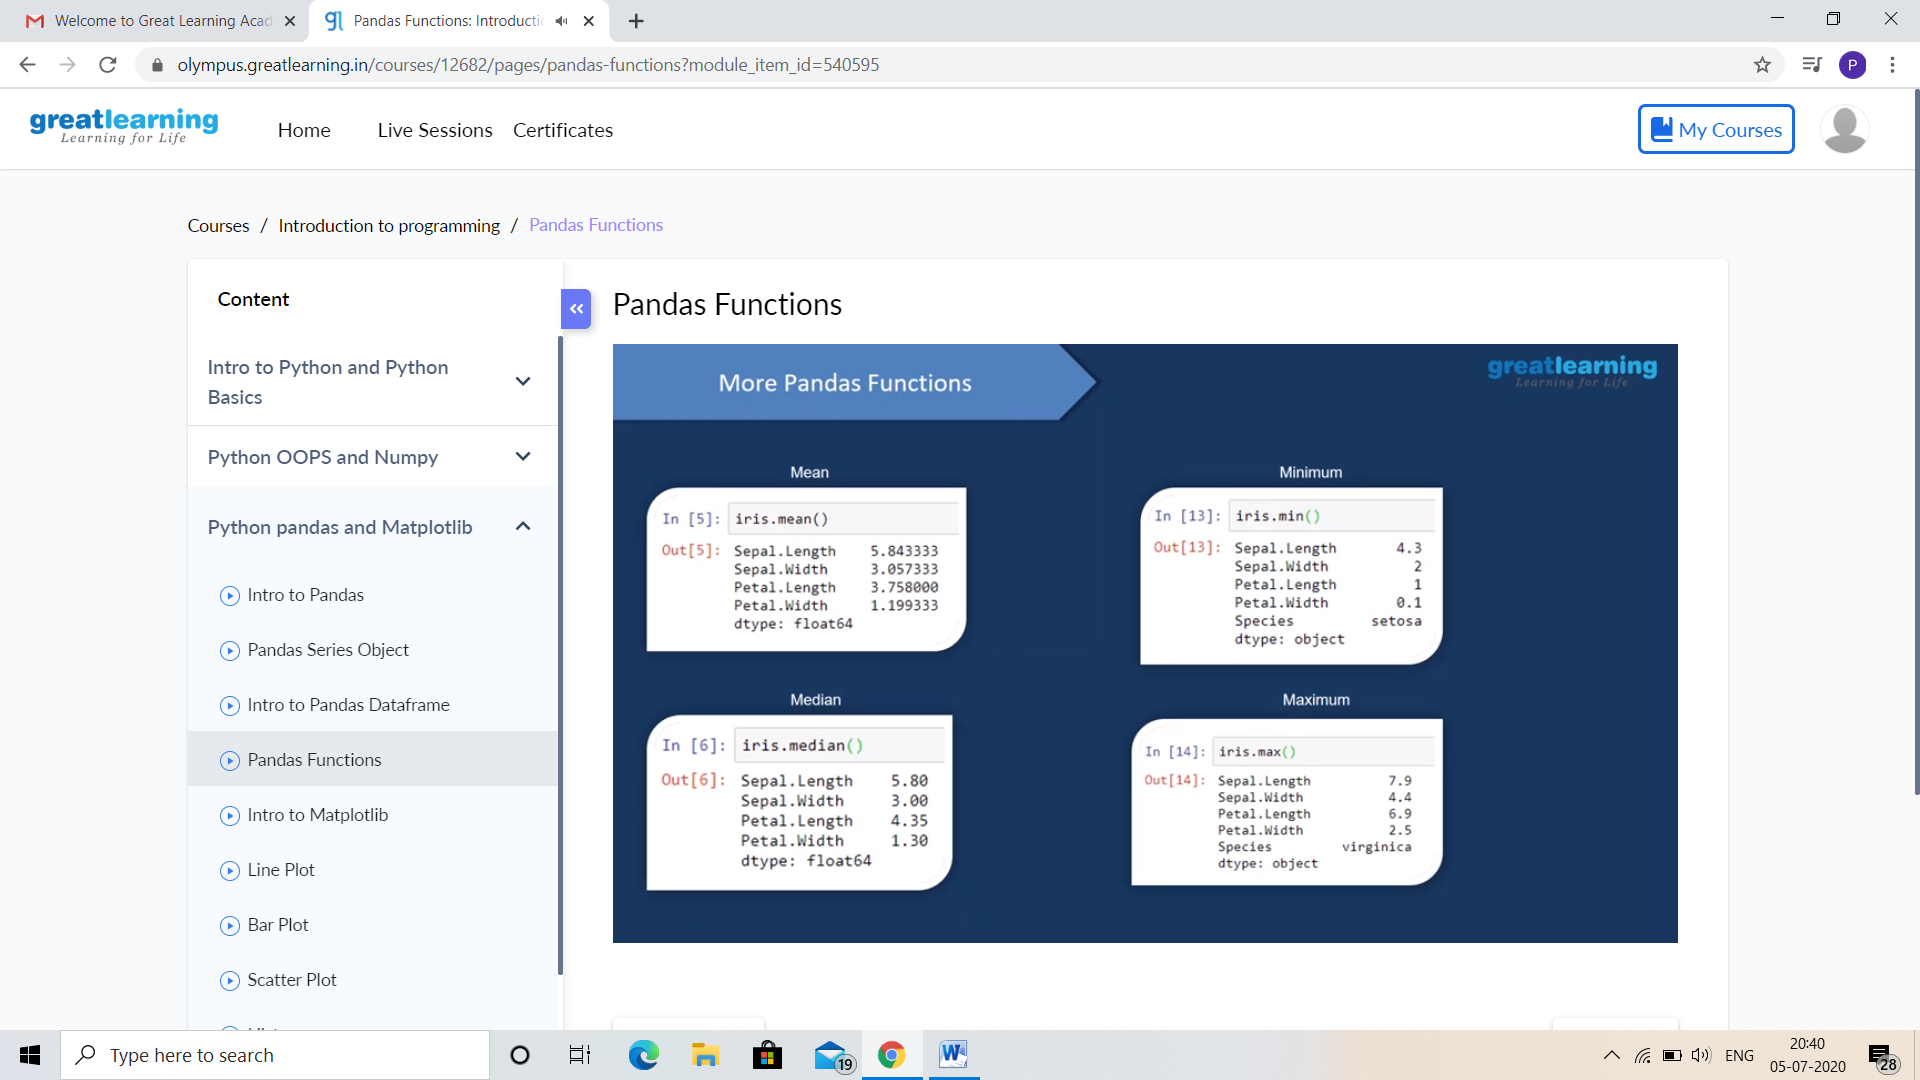 Welcome to Great Learning Acad
Pandas Functions: Introductio
olympus.greatlearning.in/courses/12682/pages/pandas-functions?module_item_id=540595
P
greatlearning
Learning for Life
Home
Live Sessions
Certificates
My Courses
Courses / Introduction to programming / Pandas Functions
Content
Intro to Python and Python
Basics
Python OOPS and Numpy
Python pandas and Matplotlib
Intro to Pandas
Pandas Series Object
Intro to Pandas Dataframe
Pandas Functions
Intro to Matplotlib
Line Plot
Bar Plot
Scatter Plot
Pandas Functions
More Pandas Functions
greatlearning
Learning for Life
Mean
In [5]: iris.mean()
Out[5]: Sepal.Length 5.843333
Sepal.Width 3.057333
Petal.Length 3.758000
Petal.Width 1.199333
dtype: float64
Minimum
In [13]: iris.min()
Out[13]: Sepal.Length 4.3
Sepal.Width 2
Petal.Length 1
Petal.Width 0.1
Species setosa
dtype: object
Median
In [6]: iris.median()
Out[6]: Sepal.Length 5.80
Sepal.Width 3.00
Petal.Length 4.35
Petal.Width 1.30
dtype: float64
Maximum
In [14]: iris.max()
Out[14]: Sepal.Length 7.9
Sepal.Width 4.4
Petal.Length 6.9
Petal.Width 2.5
Species virginica
dtype: object
Type here to search
19
ENG
20:40
05-07-2020
28